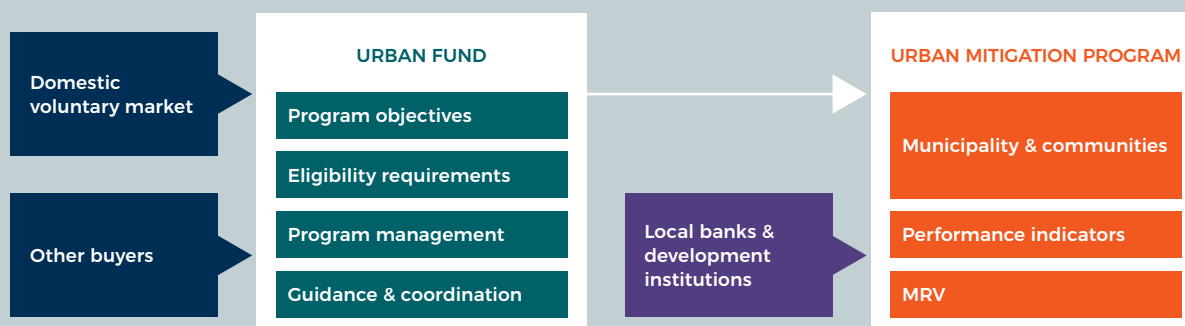 Domestic
voluntary market
Other buyers
URBAN FUND
Program objectives
Eligibility requirements
Program management
Guidance & coordination
Local banks &
development
institutions
URBAN MITIGATION PROGRAM
Municipality & communities
Performance indicators
MRV